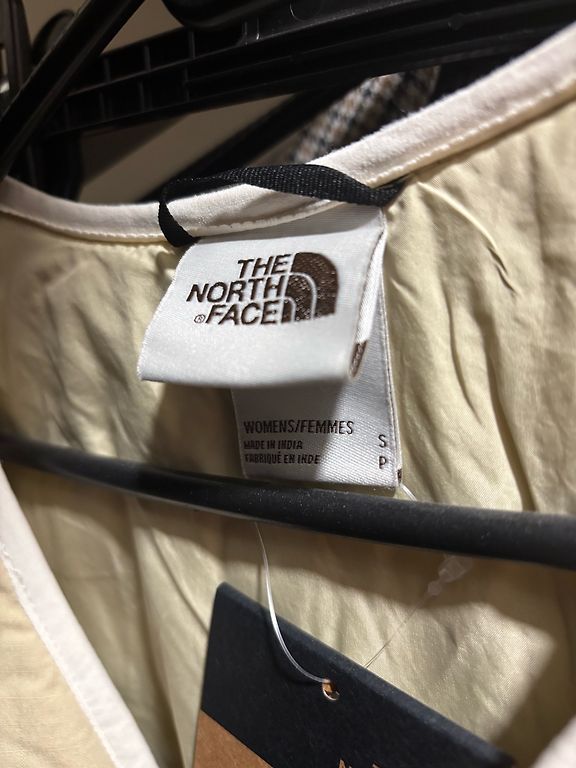 THE
NORTH
®FACE
WOMENS/FEMMES
MADE IN INDIA S
FABRIQUÉ EN INDE P